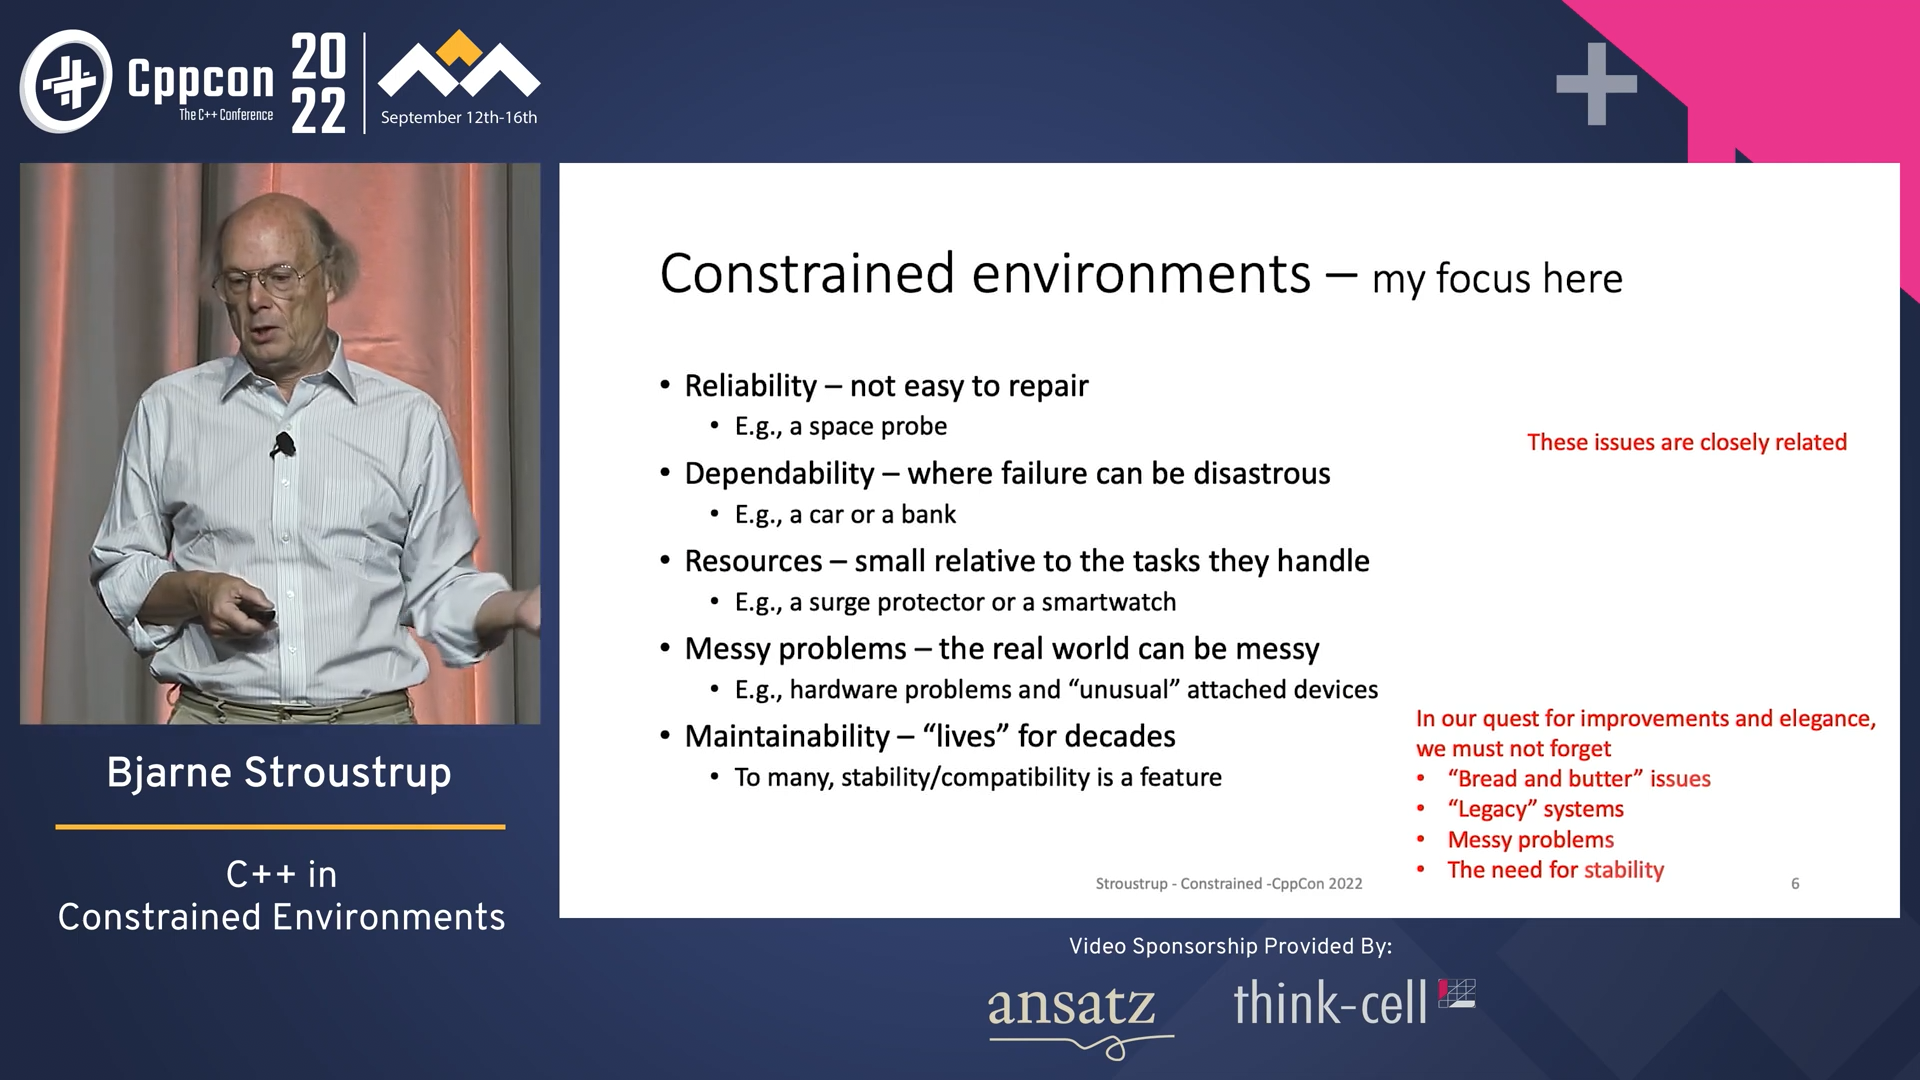 Cppcon
The C++ Conference
20
22
September 12th-16th
Constrained environments – my focus here
• Reliability – not easy to repair
• E.g., a space probe
These issues are closely related
• Dependability – where failure can be disastrous
• E.g., a car or a bank
• Resources – small relative to the tasks they handle
• E.g., a surge protector or a smartwatch
• Messy problems – the real world can be messy
• E.g., hardware problems and “unusual” attached devices
• Maintainability – “lives” for decades
• To many, stability/compatibility is a feature
In our quest for improvements and elegance,
we must not forget
• “Bread and butter” issues
• “Legacy” systems
• Messy problems
• The need for stability
Stroustrup - Constrained -CppCon 2022
6
Bjarne Stroustrup
C++ in
Constrained Environments
Video Sponsorship Provided By:
ansatz
think-cell